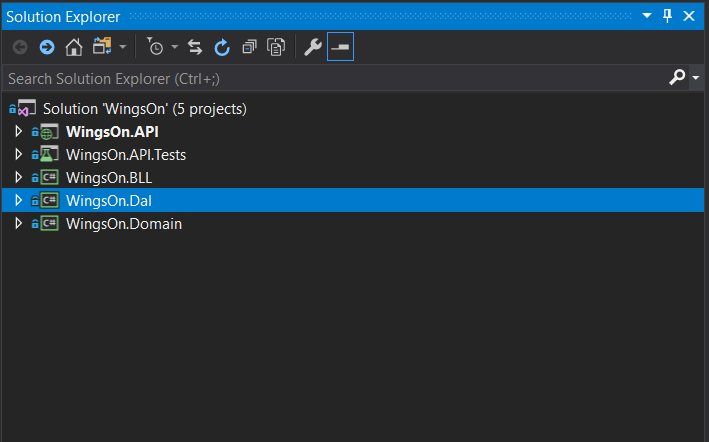 Solution Explorer
Search Solution Explorer (Ctrl+;)
Solution 'WingsOn' (5 projects)
WingsOn.API
WingsOn.API.Tests
C# WingsOn.BLL
C# WingsOn.Dal
C# WingsOn.Domain